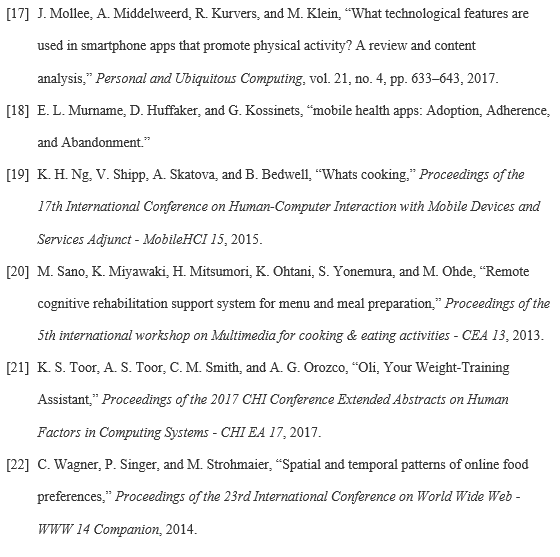 [17] J. Mollee, A. Middelweerd, R. Kurvers, and M. Klein, “What technological features are
used in smartphone apps that promote physical activity? A review and content
analysis,” Personal and Ubiquitous Computing, vol. 21, no. 4, pp. 633–643, 2017.
[18] E. L. Murname, D. Huffaker, and G. Kossinets, “mobile health apps: Adoption, Adherence,
and Abandonment.”
[19] K. H. Ng, V. Shipp, A. Skatova, and B. Bedwell, “Whats cooking,” Proceedings of the
17th International Conference on Human-Computer Interaction with Mobile Devices and
Services Adjunct - MobileHCI 15, 2015.
[20] M. Sano, K. Miyawaki, H. Mitsumori, K. Ohtani, S. Yonemura, and M. Ohde, “Remote
cognitive rehabilitation support system for menu and meal preparation,” Proceedings of the
5th international workshop on Multimedia for cooking & eating activities - CEA 13, 2013.
[21] K. S. Toor, A. S. Toor, C. M. Smith, and A. G. Orozco, “Oli, Your Weight-Training
Assistant,” Proceedings of the 2017 CHI Conference Extended Abstracts on Human
Factors in Computing Systems - CHI EA 17, 2017.
[22] C. Wagner, P. Singer, and M. Strohmaier, “Spatial and temporal patterns of online food
preferences,” Proceedings of the 23rd International Conference on World Wide Web -
WWW 14 Companion, 2014.